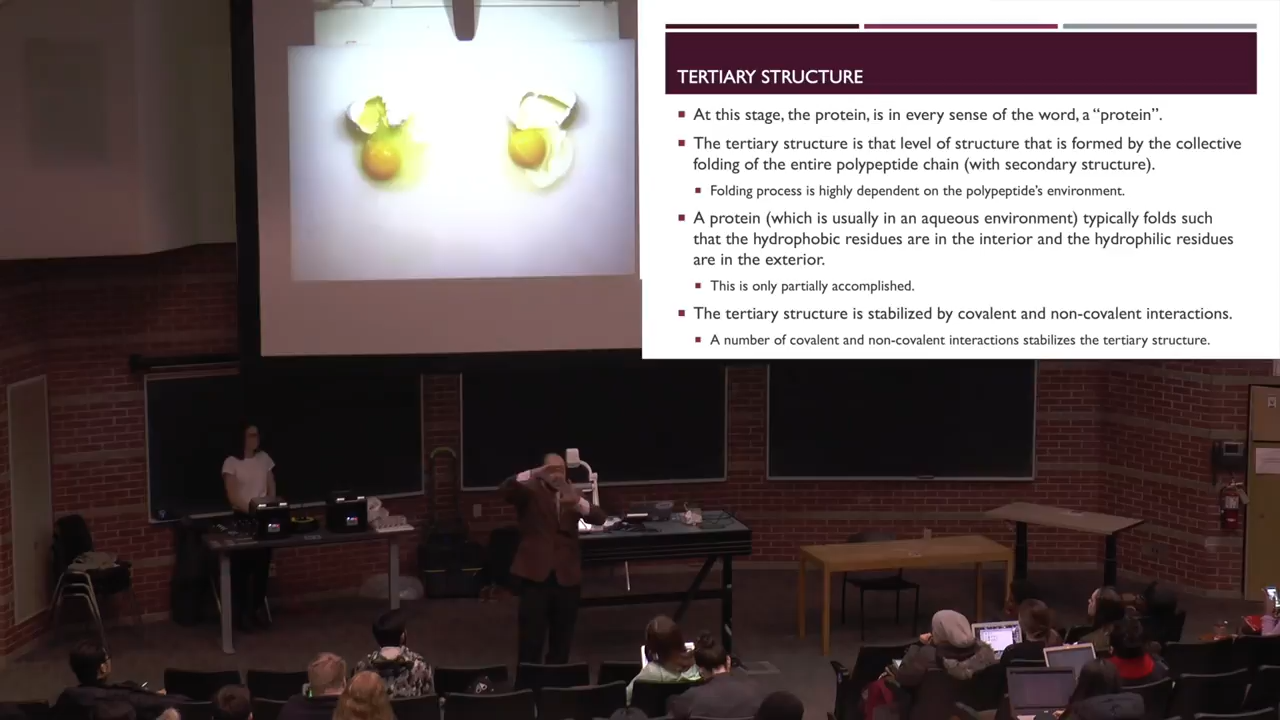 TERTIARY STRUCTURE
▪ At this stage, the protein, is in every sense of the word, a “protein”.
▪ The tertiary structure is that level of structure that is formed by the collective
folding of the entire polypeptide chain (with secondary structure).
▪ Folding process is highly dependent on the polypeptide’s environment.
▪ A protein (which is usually in an aqueous environment) typically folds such
that the hydrophobic residues are in the interior and the hydrophilic residues
are in the exterior.
▪ This is only partially accomplished.
▪ The tertiary structure is stabilized by covalent and non-covalent interactions.
▪ A number of covalent and non-covalent interactions stabilizes the tertiary structure.